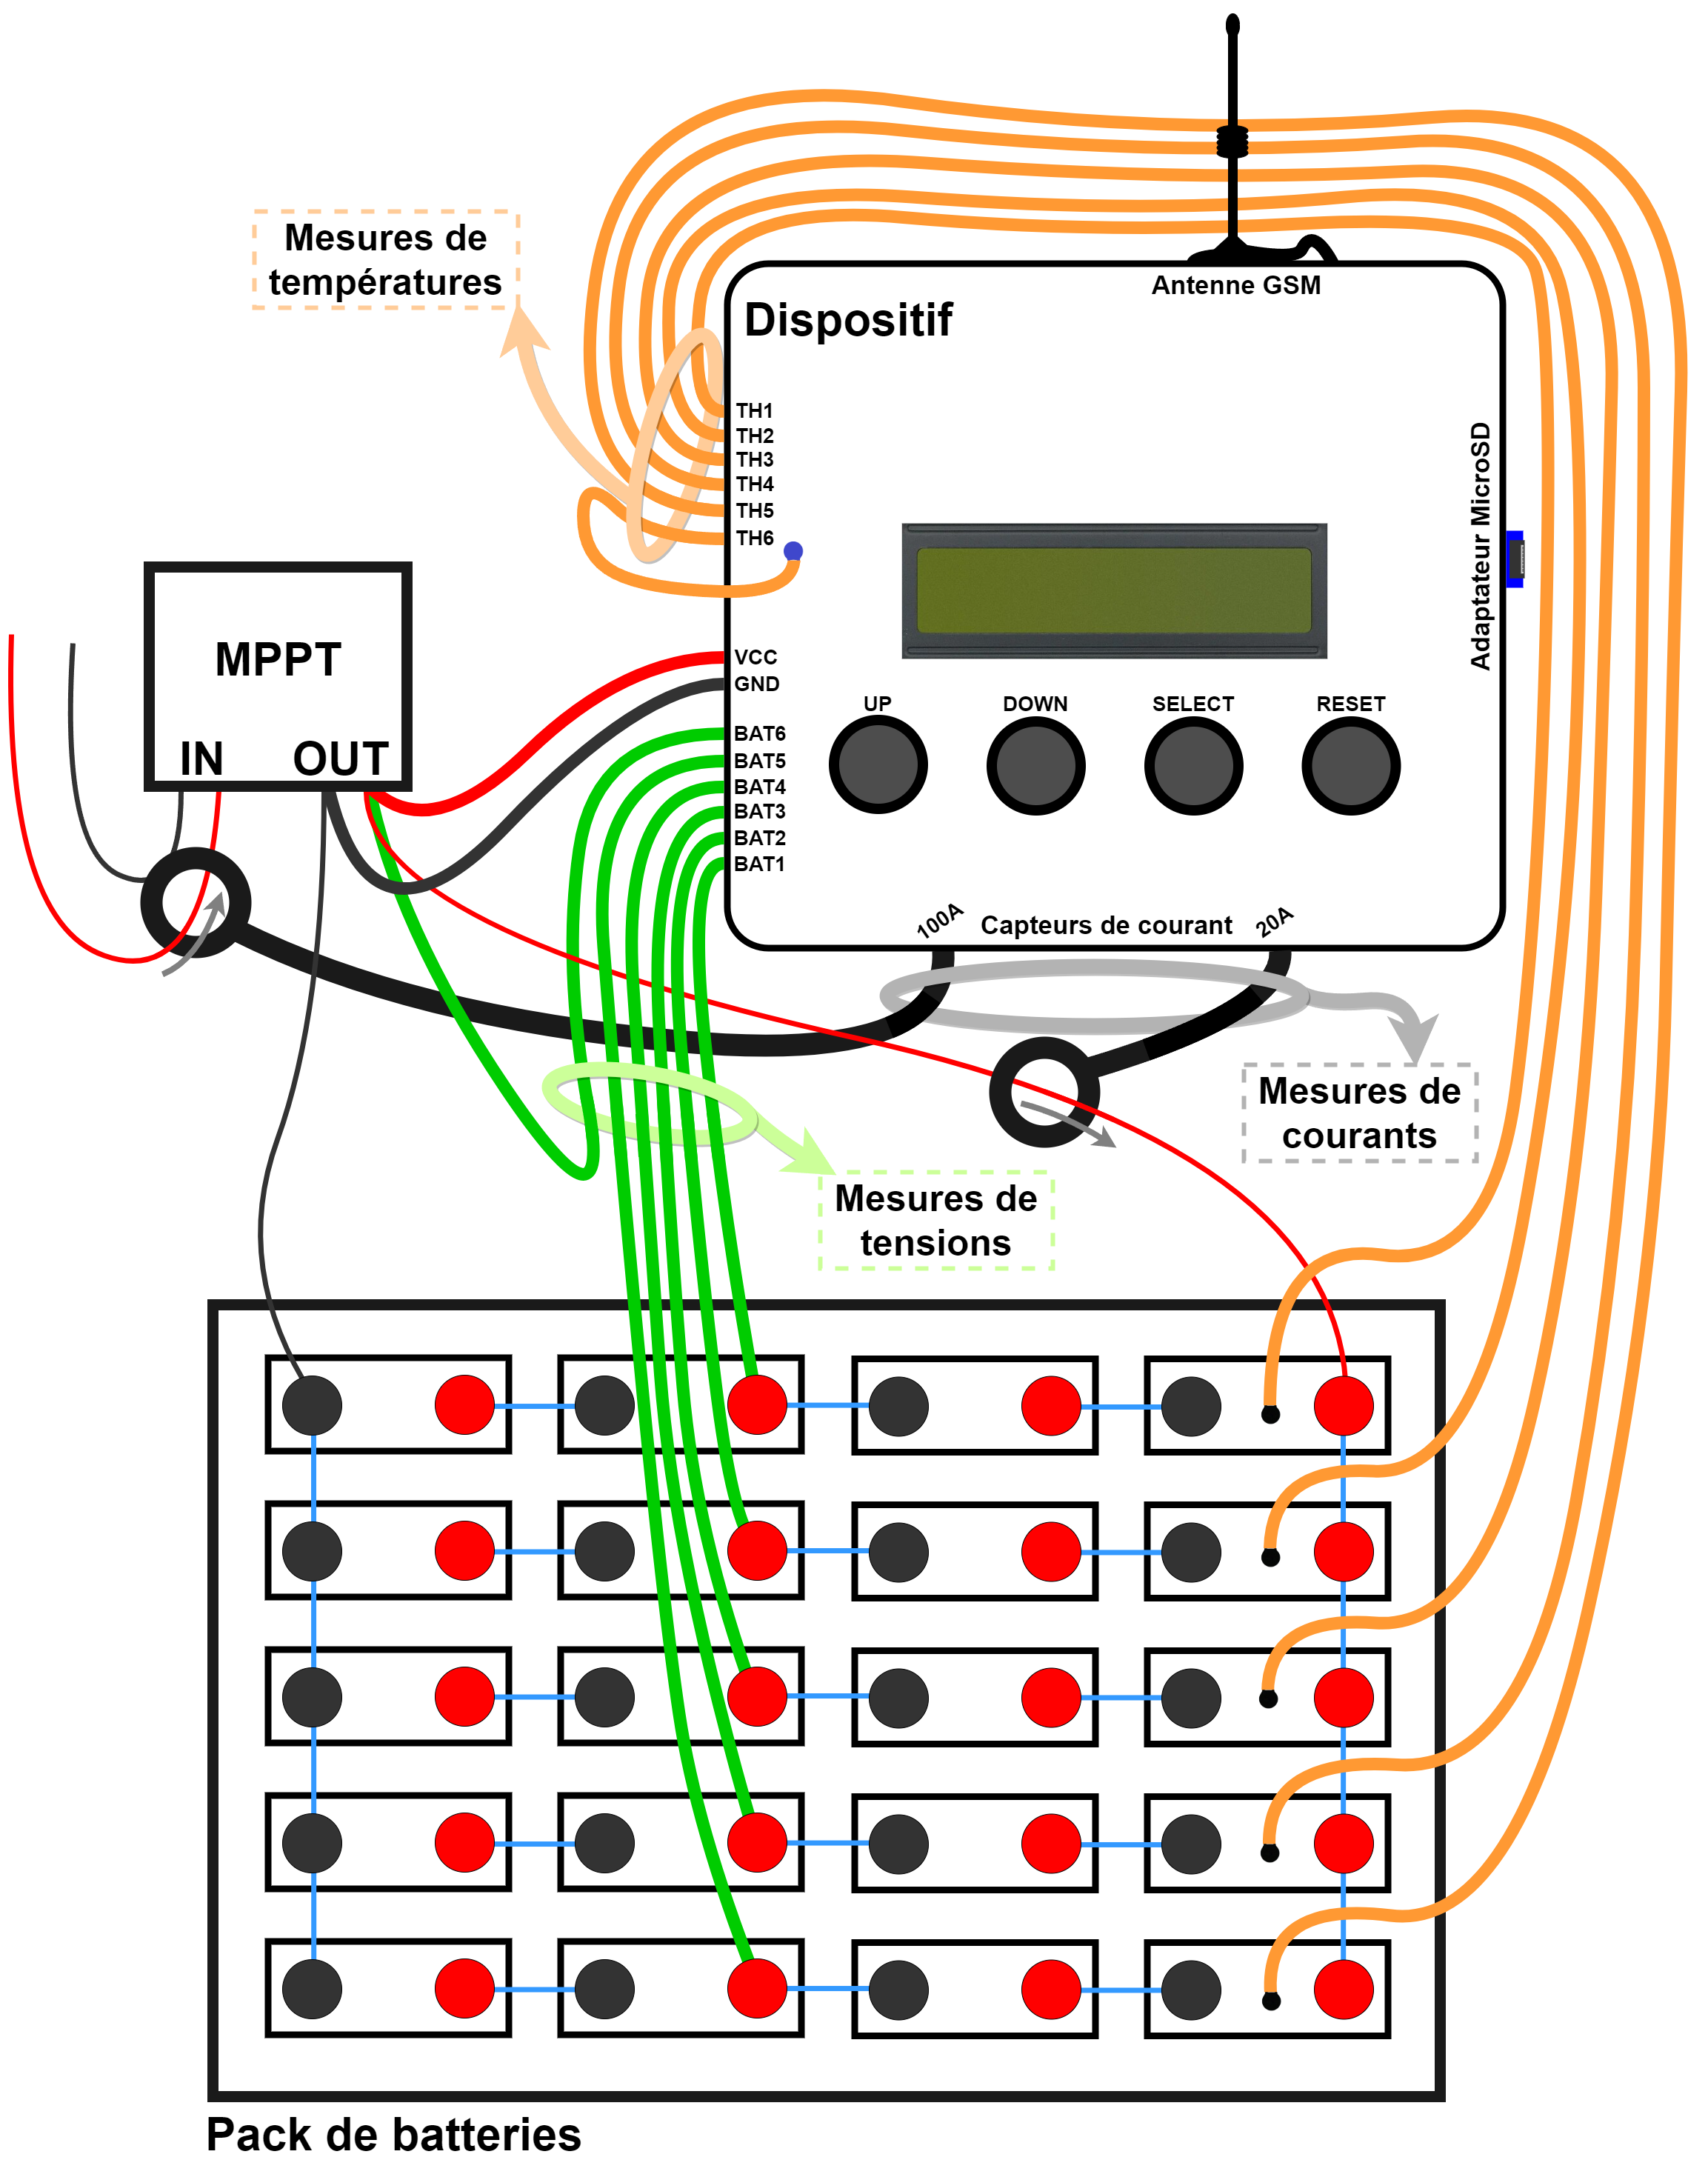 Antenne GSM
Mesures de
températures
Dispositif
TH1
TH2
TH3
TH4
TH5
TH6
Adaptateur MicroSD
MPPT
IN
OUT
VCC
GND
BAT6
BAT5
BAT4
BAT3
BAT2
BAT1
UP
DOWN
SELECT
RESET
100A
Capteurs de courant
20A
Mesures de
courants
Mesures de
tensions
Pack de batteries